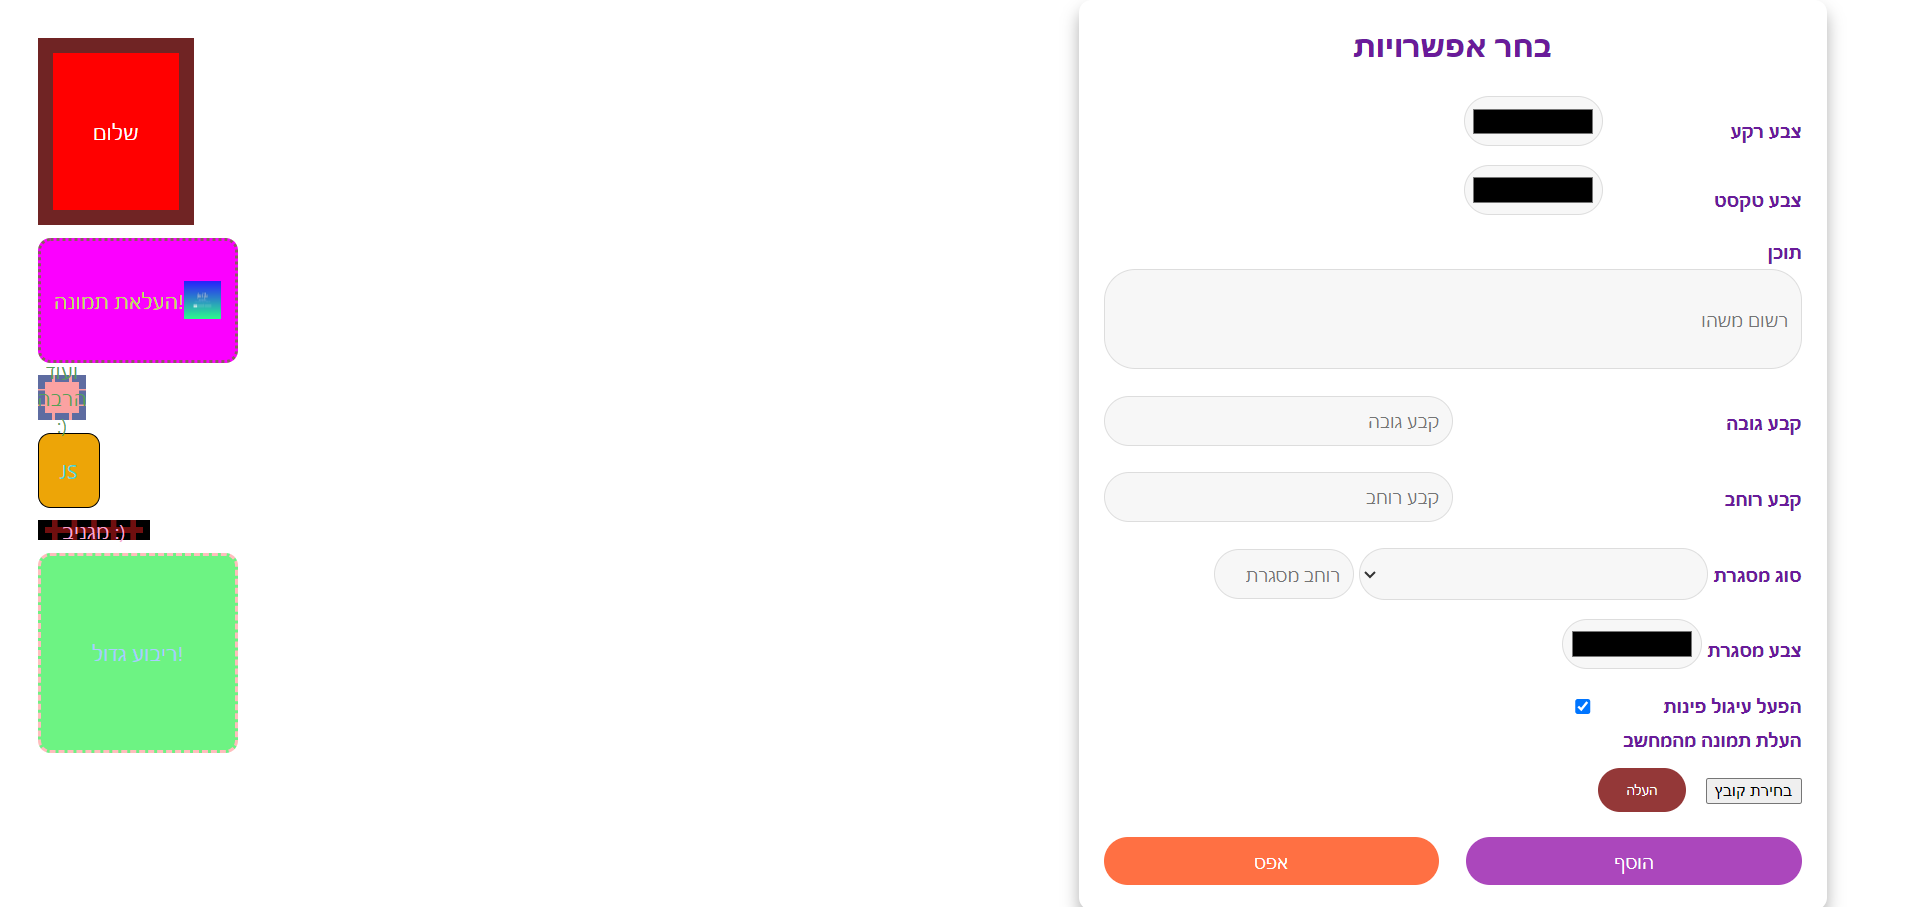 בחר אפשרויות
צבע רקע
צבע טקסט
תוכן
רשום משהו
קבע גובה
קבע גובה
קבע רוחב
קבע רוחב
סוג מסגרת
רוחב מסגרת
צבע מסגרת
הפעל עיגול פינות
העלת תמונה מהמחשב
בחירת קובץ
העלה
הוסף
אפס
שלום
העלאת תמונה!
ועוד
הרבה
:)
JS
מגניב :)
ריבוע גדול!